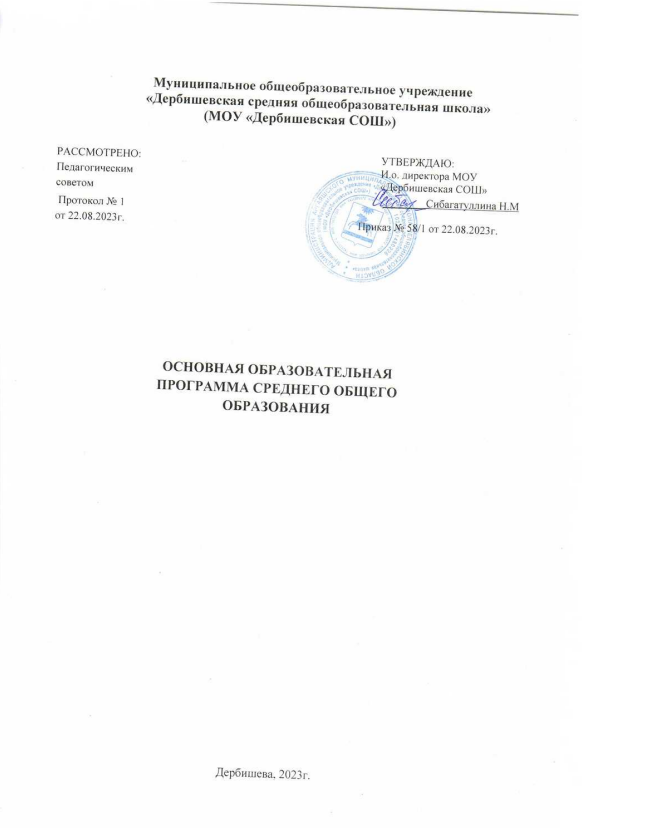 Муниципальное общеобразовательное учреждение
«Дербишевская средняя общеобразовательная школа»
(МОУ «Дербишевская СОШ»)
РАССМОТРЕНО:
Педагогическим
советом
Протокол № 1
от 22.08.2023г.
УТВЕРЖДАЮ:
И.о. директора МОУ
«Дербишевская СОШ»
Сибагатуллина Н.М
Приказ № 58/1 от 22.08.2023г.
ОСНОВНАЯ ОБРАЗОВАТЕЛЬНАЯ
ПРОГРАММА СРЕДНЕГО ОБЩЕГО
ОБРАЗОВАНИЯ
Дербишева, 2023г.